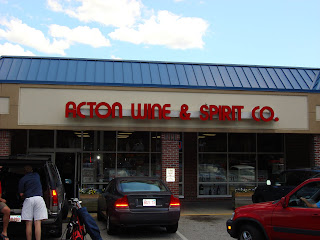 ACTON WINE & SPIRIT CO.